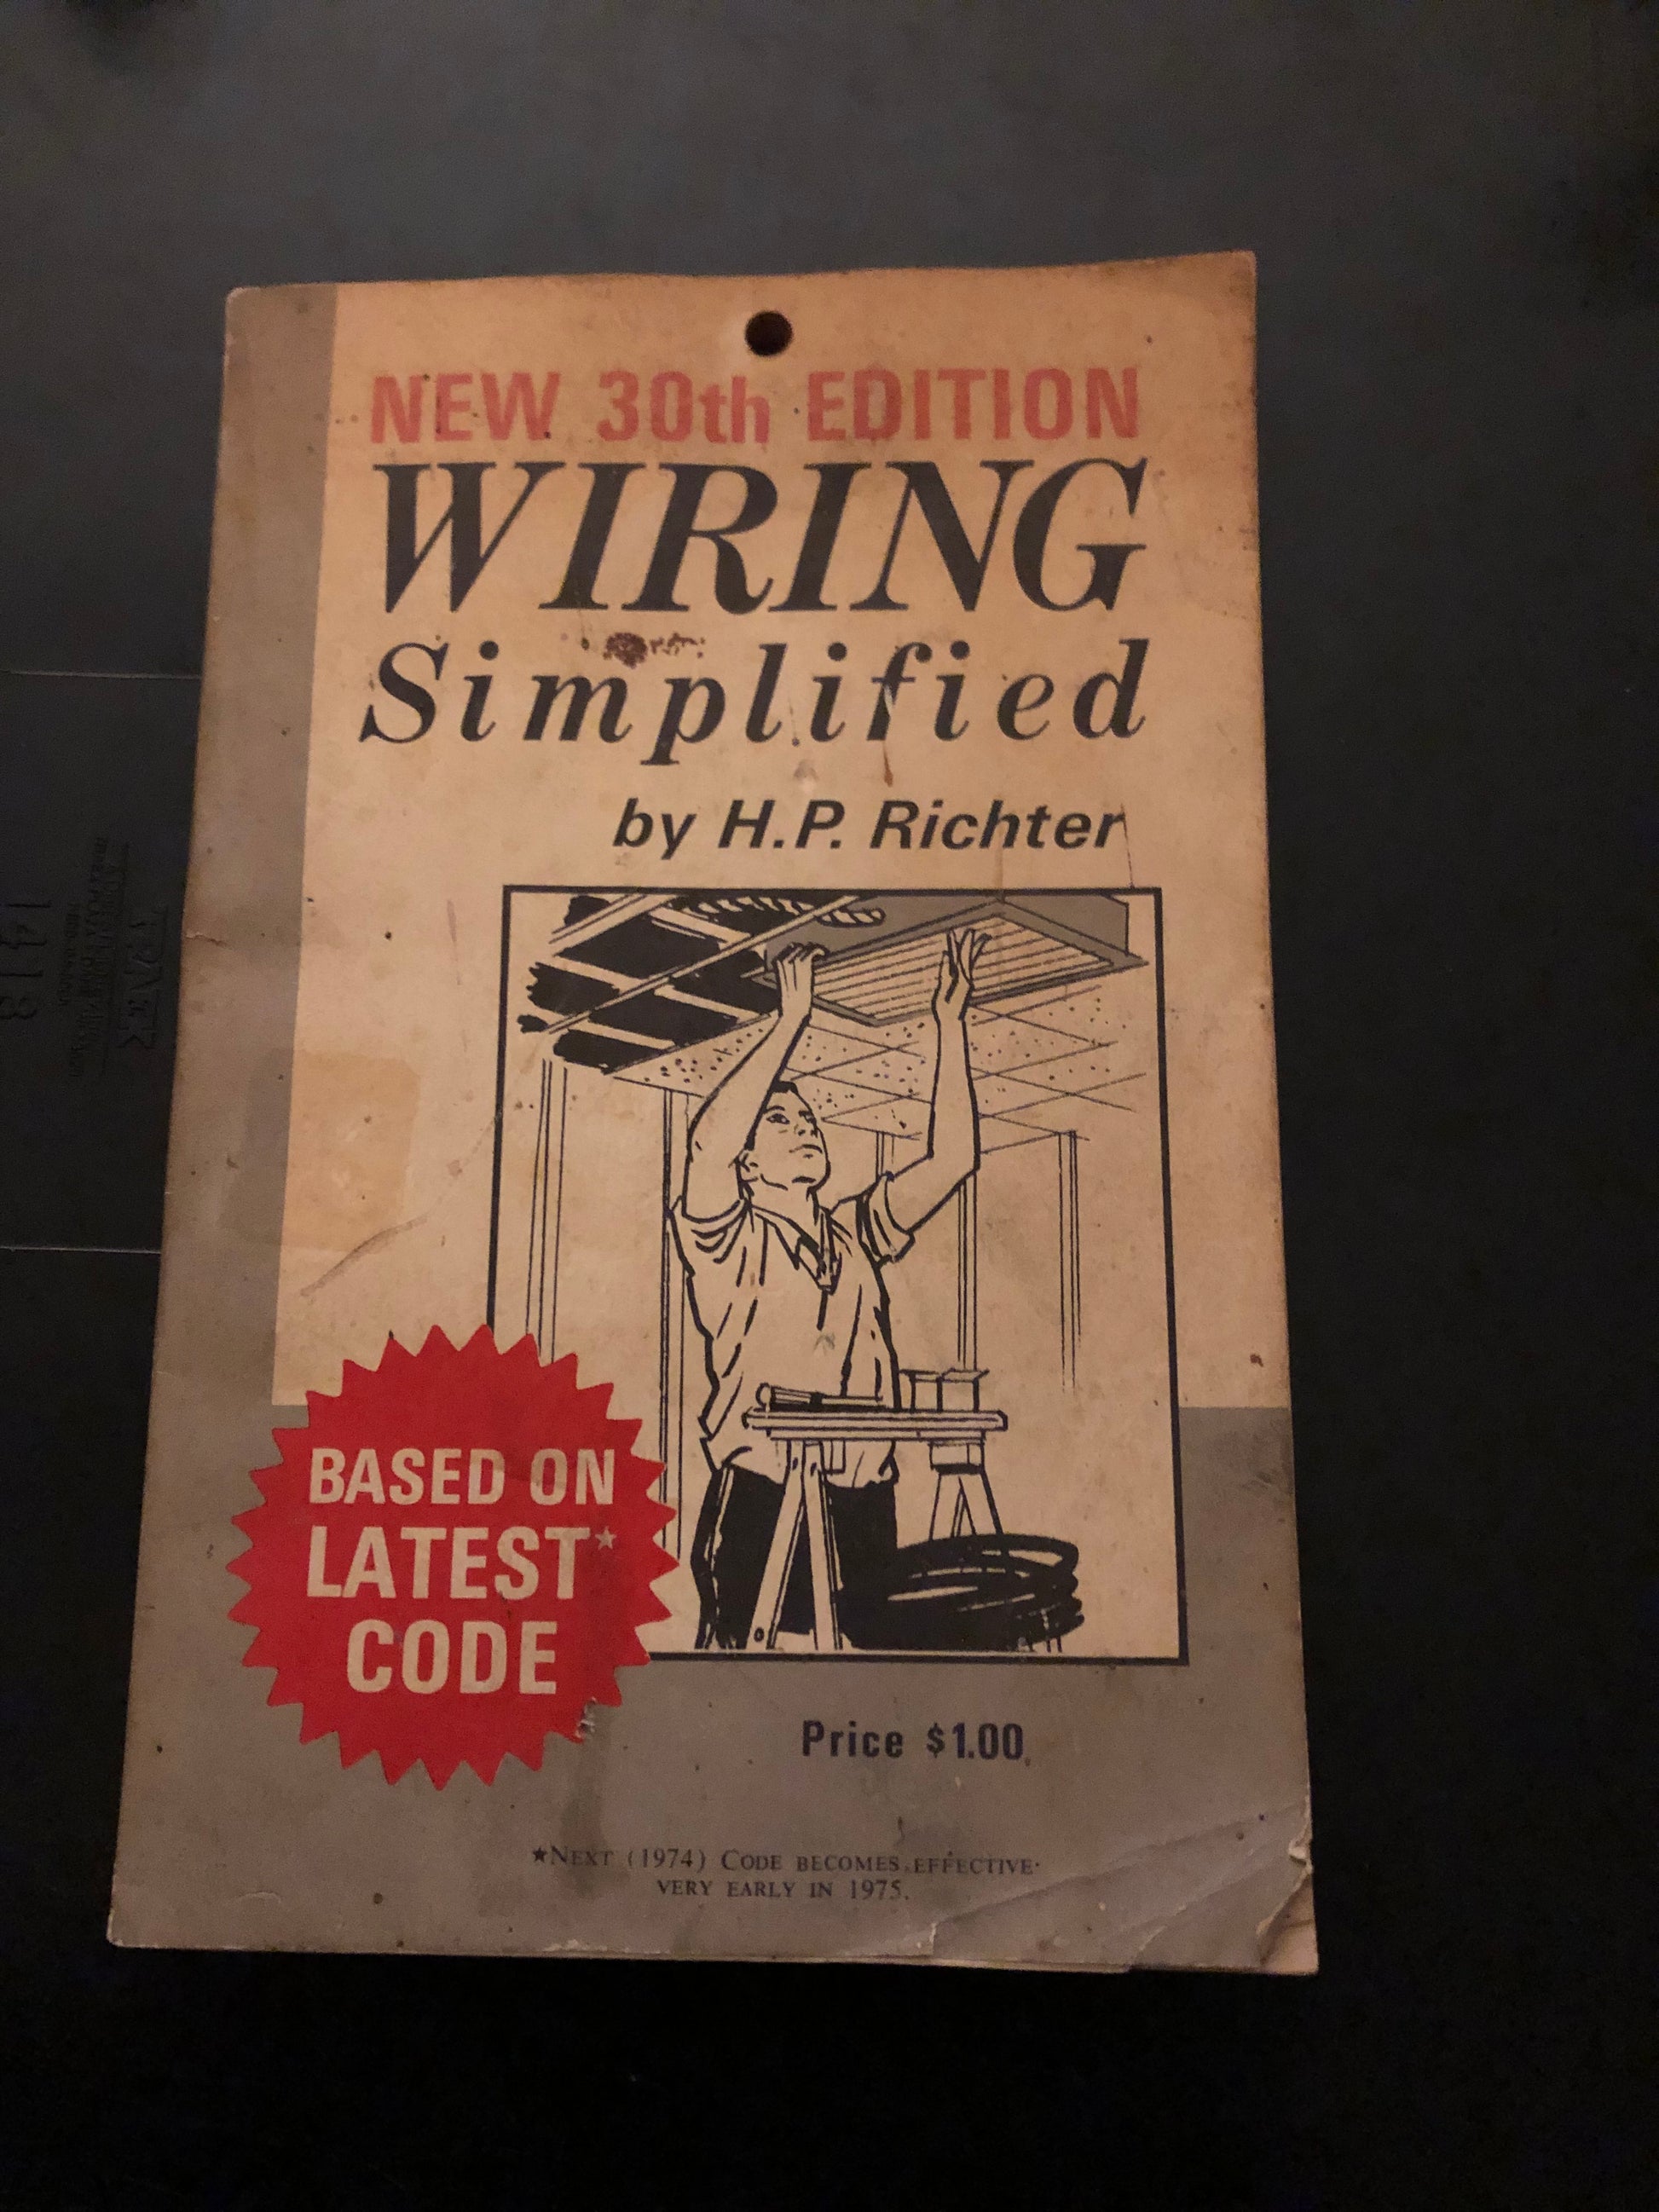 NEW 30th EDITION
WIRING
Simplified
by H.P. Richter
BASED ON
LATEST★
CODE
Price $1.00
★NEXT (1974) CODE BECOMES EFFECTIVE
VERY EARLY IN 1975.